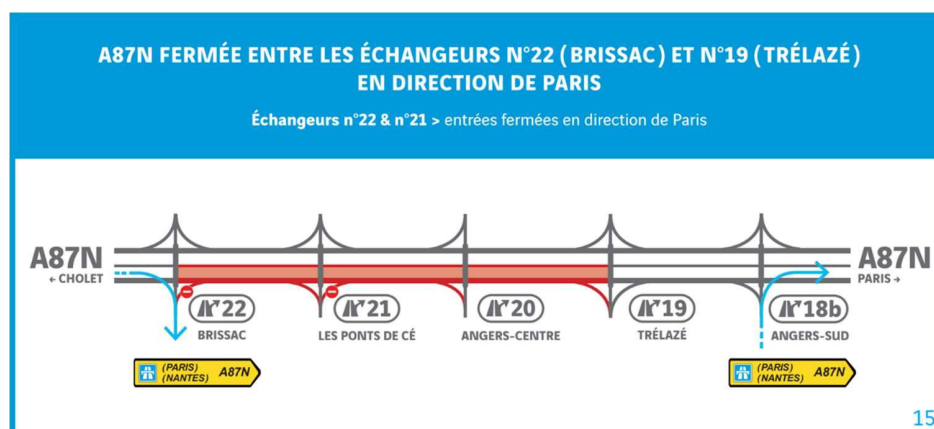 A87N FERMÉE ENTRE LES ÉCHANGEURS N°22 (BRISSAC) ET N°19 (TRÉLAZÉ)
EN DIRECTION DE PARIS
Échangeurs n°22 & n°21 > entrées fermées en direction de Paris
A87N
← CHOLET
A87N
PARIS →
22
BRISSAC
21
LES PONTS DE CÉ
20
ANGERS-CENTRE
19
TRÉLAZÉ
18b
ANGERS-SUD
(PARIS)
(NANTES) A87N
(PARIS)
(NANTES) A87N
15